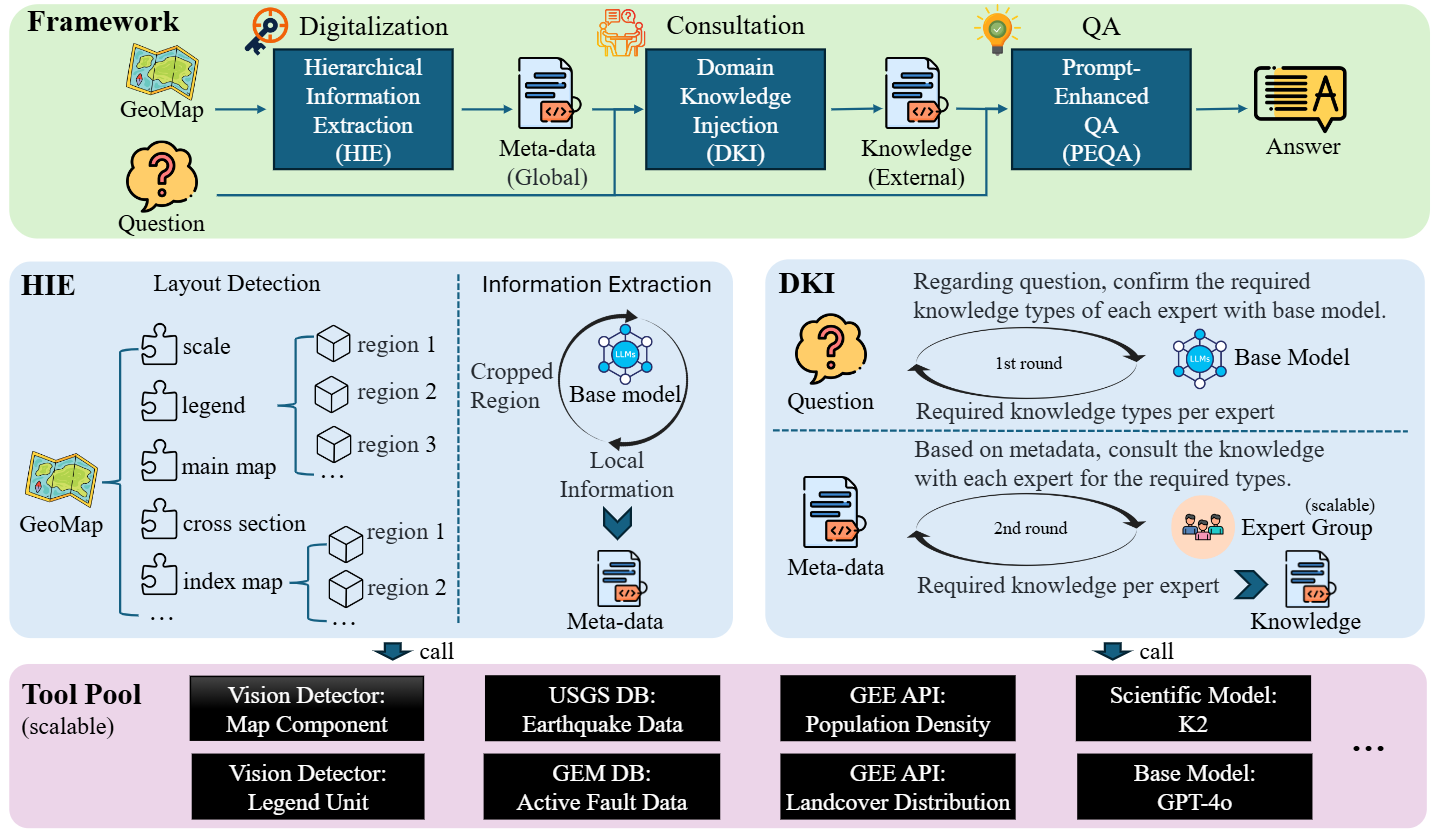 Framework
Digitalization
Consultation
QA
GeoMap
Question
Hierarchical
Information
Extraction
(HIE)
Meta-data
(Global)
Domain
Knowledge
Injection
(DKI)
Knowledge
(External)
Prompt-
Enhanced
QA
(PEQA)
A
Answer
HIE
Layout Detection
GeoMap
scale
legend
main map
cross section
index map
...
region 1
region 2
region 3
...
region 1
region 2
...
Information Extraction
Cropped
Region
LLMs
Base model
Local
Information
</>
Meta-data
DKI
Regarding question, confirm the required
knowledge types of each expert with base model.
Question
1st round
LLMs
Base Model
Required knowledge types per expert
Based on metadata, consult the knowledge
with each expert for the required types.
</>
Meta-data
2nd round
(scalable)
Expert Group
Required knowledge per expert
</>
Knowledge
call
call
Tool Pool
(scalable)
Vision Detector:
Map Component
USGS DB:
Earthquake Data
GEE API:
Population Density
Scientific Model:
K2
Vision Detector:
Legend Unit
GEM DB:
Active Fault Data
GEE API:
Landcover Distribution
Base Model:
GPT-4o
...